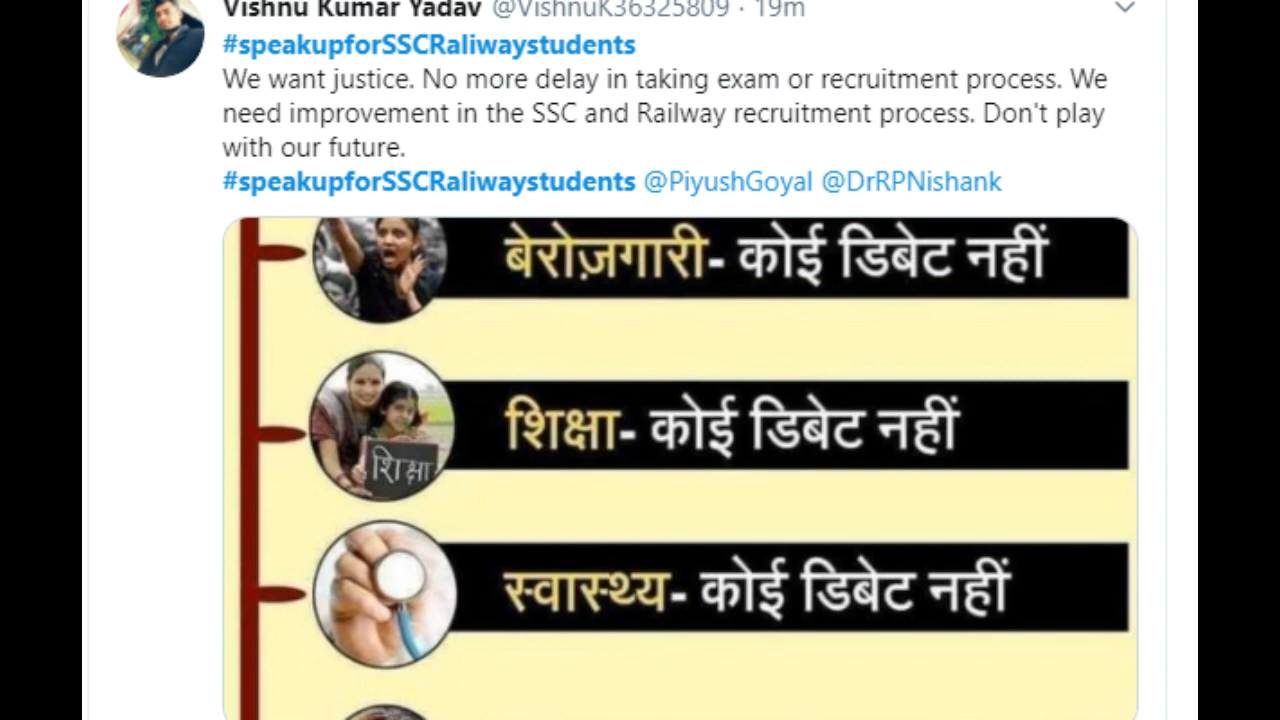 Vishnu Kumar Yadav @VishnuK36325809 · 19m
#speakupforSSCRaliwaystudents
We want justice. No more delay in taking exam or recruitment process. We
need improvement in the SSC and Railway recruitment process. Don't play
with our future.
#speakupforSSCRaliwaystudents @PiyushGoyal @DrRPNishank
बेरोज़गारी- कोई डिबेट नहीं
शिक्षा- कोई डिबेट नहीं
शिक्षा
स्वास्थ्य- कोई डिबेट नहीं